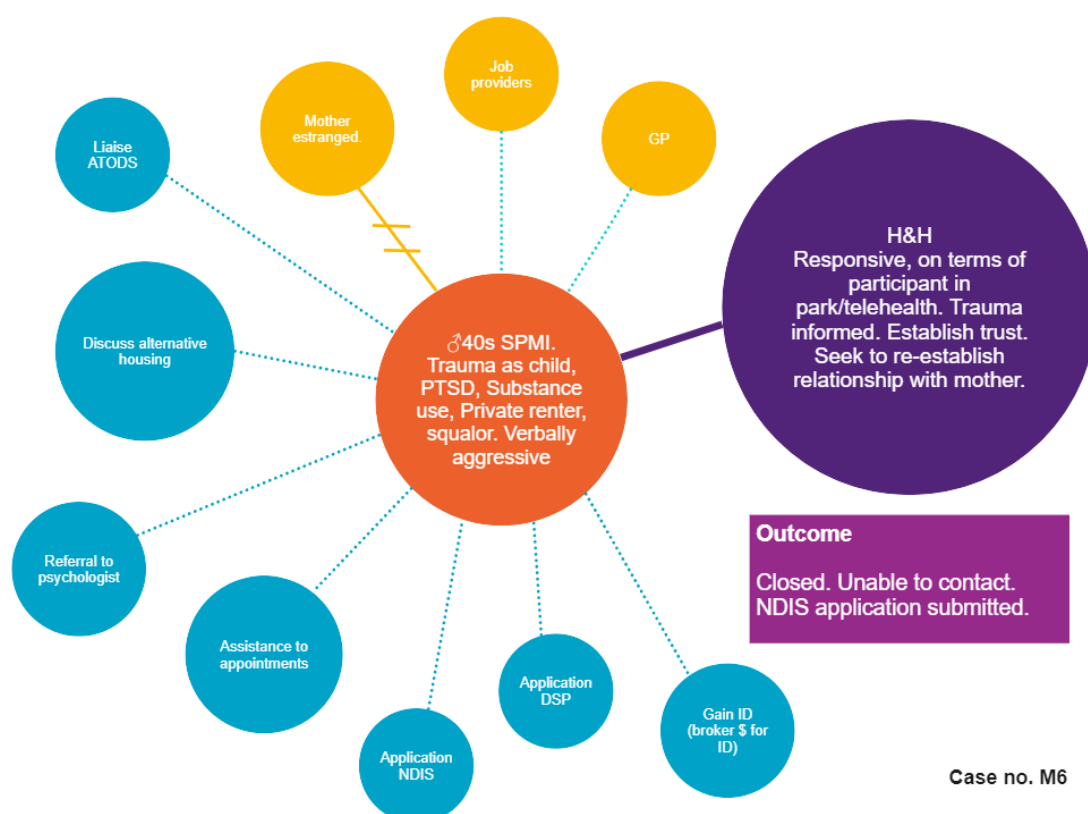 Job
providers
Mother
estranged.
GP
Liaise
ATODS
H&H
Responsive, on terms of
participant in
park/telehealth. Trauma
informed. Establish trust.
Seek to re-establish
relationship with mother.
Discuss alternative
housing
♂40s SPMI.
Trauma as child,
PTSD, Substance
use, Private renter,
squalor. Verbally
aggressive
Referral to
psychologist
Assistance to
appointments
Application
NDIS
Application
DSP
Gain ID
(broker $ for
ID)
Outcome
Closed. Unable to contact.
NDIS application submitted.
Case no. M6